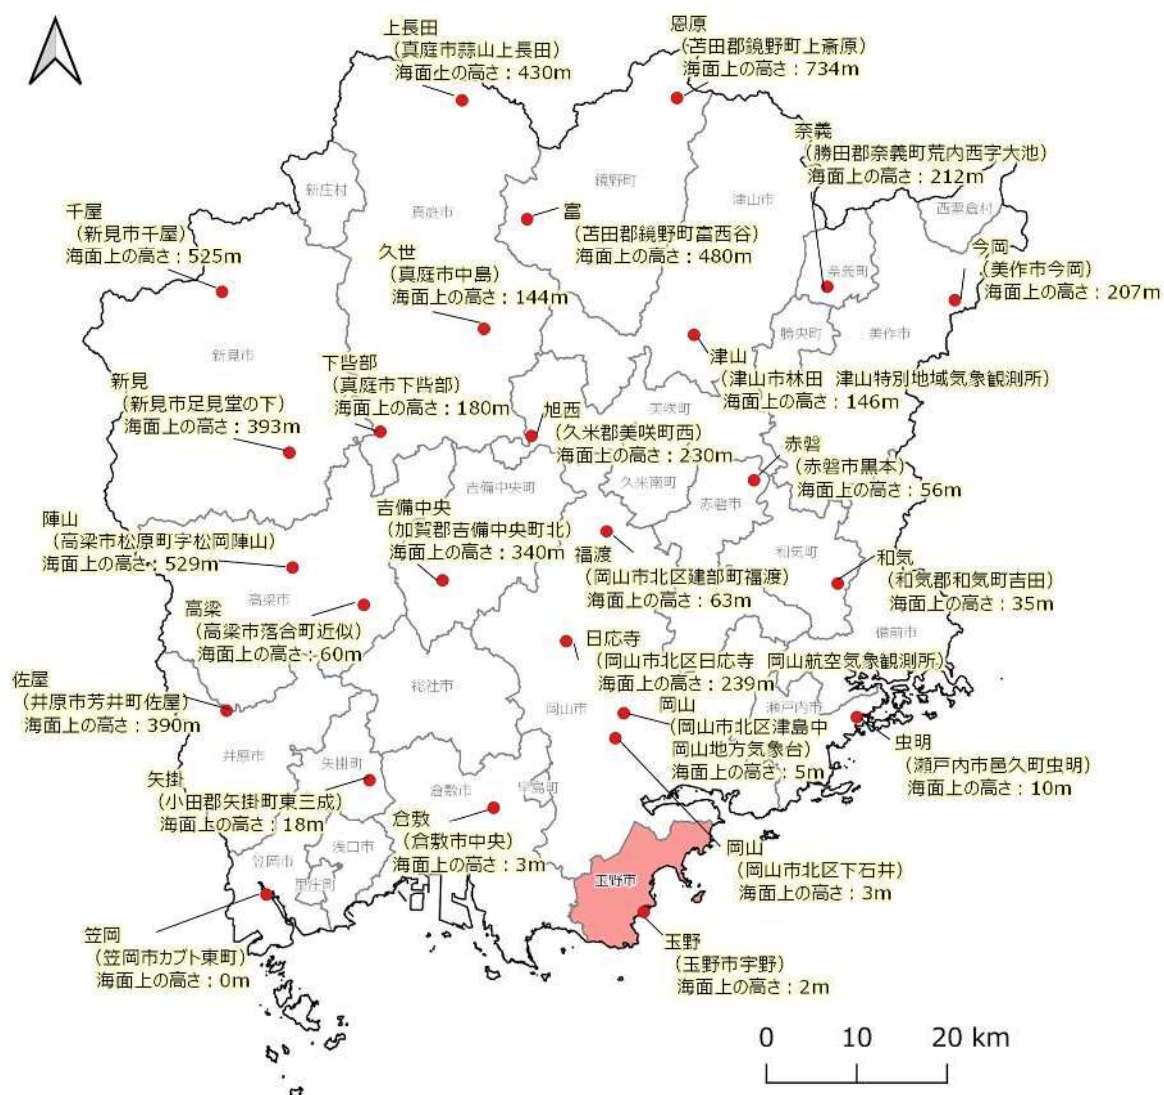 上長田
（真庭市蒜山上長田）
海面上の高さ：430m
恩原
（苫田郡鏡野町上斎原）
海面上の高さ：734m
奈義
（勝田郡奈義町荒内西字大池）
海面上の高さ：212m
新庄村
鏡野町
津山市
西粟倉村
真庭市
千屋
（新見市千屋）
海面上の高さ：525m
富
（苫田郡鏡野町富西谷）
海面上の高さ：480m
久世
（真庭市中島）
海面上の高さ：144m
今岡
（美作市今岡）
海面上の高さ：207m
奈義町
勝央町
美作市
新見市
津山
（津山市林田　津山特別地域気象観測所）
海面上の高さ：146m
下呰部
（真庭市下呰部）
海面上の高さ：180m
新見
（新見市足見堂の下）
海面上の高さ：393m
美咲町
旭西
（久米郡美咲町西）
海面上の高さ：230m
赤磐
（赤磐市黒本）
海面上の高さ：56m
吉備中央町
久米南町
赤磐市
吉備中央
（加賀郡吉備中央町北）
海面上の高さ：340m
陣山
（高梁市松原町字松岡陣山）
海面上の高さ：529m
福渡
（岡山市北区建部町福渡）
海面上の高さ：63m
和気町
和気
（和気郡和気町吉田）
海面上の高さ：35m
備前市
高梁市
高梁
（高梁市落合町近似）
海面上の高さ：60m
日応寺
（岡山市北区日応寺　岡山航空気象観測所）
海面上の高さ：239m
佐屋
（井原市芳井町佐屋）
海面上の高さ：390m
総社市
岡山市
瀬戸内市
岡山
（岡山市北区津島中
岡山地方気象台）
海面上の高さ：5m
虫明
（瀬戸内市邑久町虫明）
海面上の高さ：10m
井原市
矢掛町
矢掛
（小田郡矢掛町東三成）
海面上の高さ：18m
倉敷市
早島町
倉敷
（倉敷市中央）
海面上の高さ：3m
岡山
（岡山市北区下石井）
海面上の高さ：3m
浅口市
笠岡市
里庄町
玉野市
笠岡
（笠岡市カブト東町）
海面上の高さ：0m
玉野
（玉野市宇野）
海面上の高さ：2m
0 10 20 km